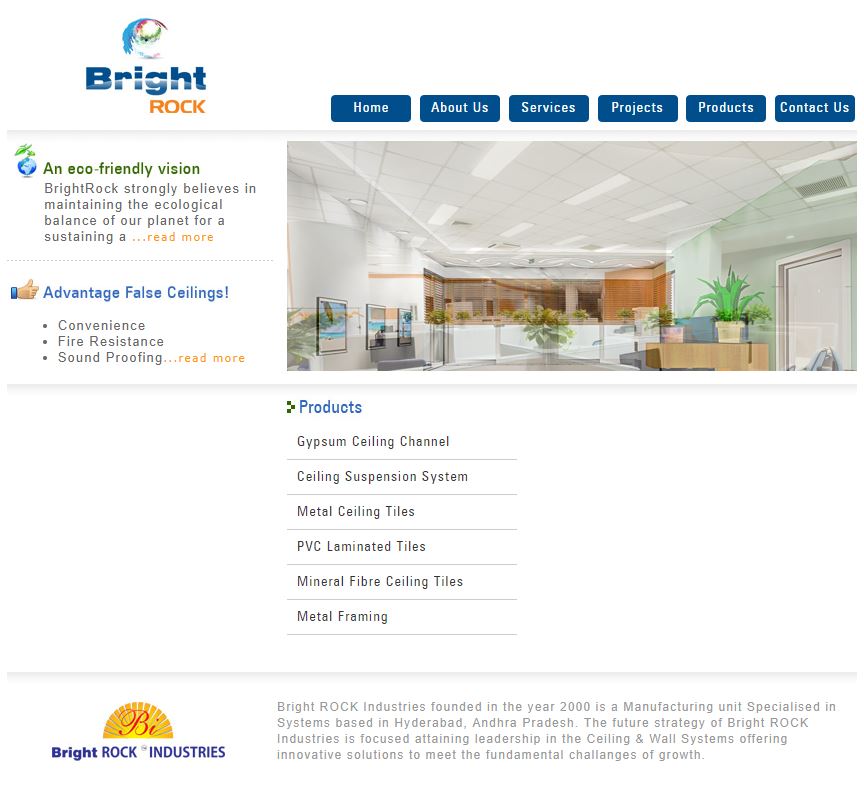 Bright
ROCK
Home
About Us
Services
Projects
Products
Contact Us
An eco-friendly vision
BrightRock strongly believes in
maintaining the ecological
balance of our planet for a
sustaining a ...read more
Advantage False Ceilings!
Convenience
Fire Resistance
Sound Proofing...read more
Products
Gypsum Ceiling Channel
Ceiling Suspension System
Metal Ceiling Tiles
PVC Laminated Tiles
Mineral Fibre Ceiling Tiles
Metal Framing
Bi
Bright ROCK INDUSTRIES
Bright ROCK Industries founded in the year 2000 is a Manufacturing unit Specialised in
Systems based in Hyderabad, Andhra Pradesh. The future strategy of Bright ROCK
Industries is focused attaining leadership in the Ceiling & Wall Systems offering
innovative solutions to meet the fundamental challanges of growth.